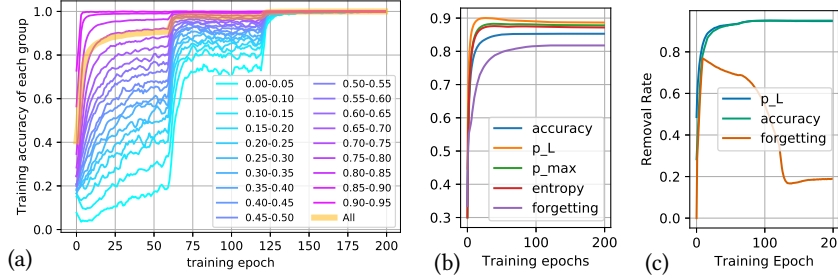 (a)
Training accuracy of each group
1.0
0.8
0.6
0.4
0.2
0.0
0.00-0.05
0.05-0.10
0.10-0.15
0.15-0.20
0.20-0.25
0.25-0.30
0.30-0.35
0.35-0.40
0.40-0.45
0.45-0.50
0.50-0.55
0.55-0.60
0.60-0.65
0.65-0.70
0.70-0.75
0.75-0.80
0.80-0.85
0.85-0.90
0.90-0.95
All
0 25 50 75 100 125 150 175 200
training epoch
(b)
0.9
0.8
0.7
0.6
0.5
0.4
0.3
accuracy
p_L
p_max
entropy
forgetting
0 50 100 150 200
Training epochs
(c)
Removal Rate
1.0
0.8
0.6
0.4
0.2
0.0
p_L
accuracy
forgetting
0 50 100 150 20
Training Epoch